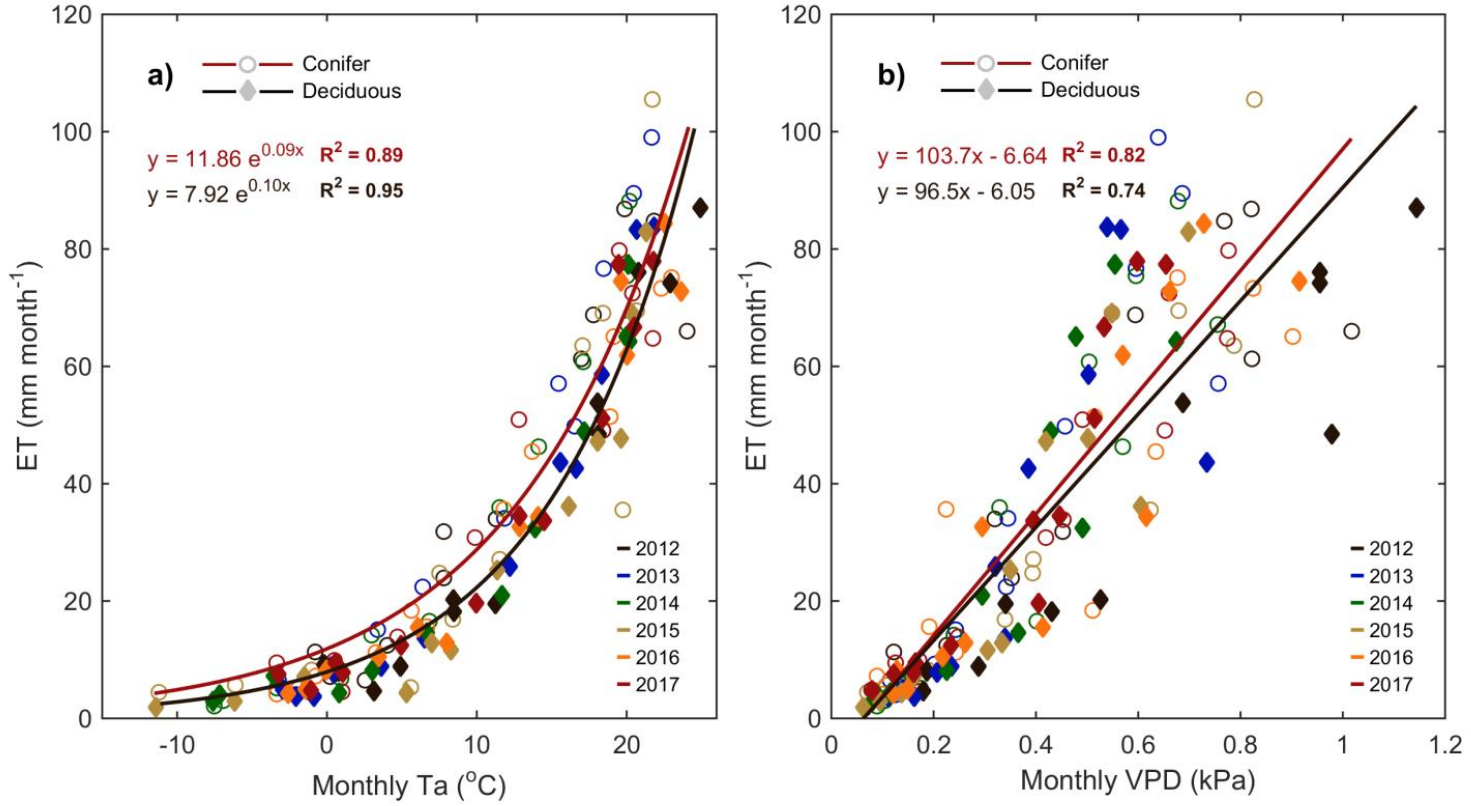 a)
Conifer
Deciduous
y = 11.86 e^0.09x R² = 0.89
y = 7.92 e^0.10x R² = 0.95
120
100
80
60
40
20
0
ET (mm month⁻¹)
-10 0 10 20
Monthly Ta (°C)
2012
2013
2014
2015
2016
2017
b)
Conifer
Deciduous
y = 103.7x - 6.64 R² = 0.82
y = 96.5x - 6.05 R² = 0.74
120
100
80
60
40
20
0
ET (mm month⁻¹)
0 0.2 0.4 0.6 0.8 1 1.2
Monthly VPD (kPa)
2012
2013
2014
2015
2016
2017